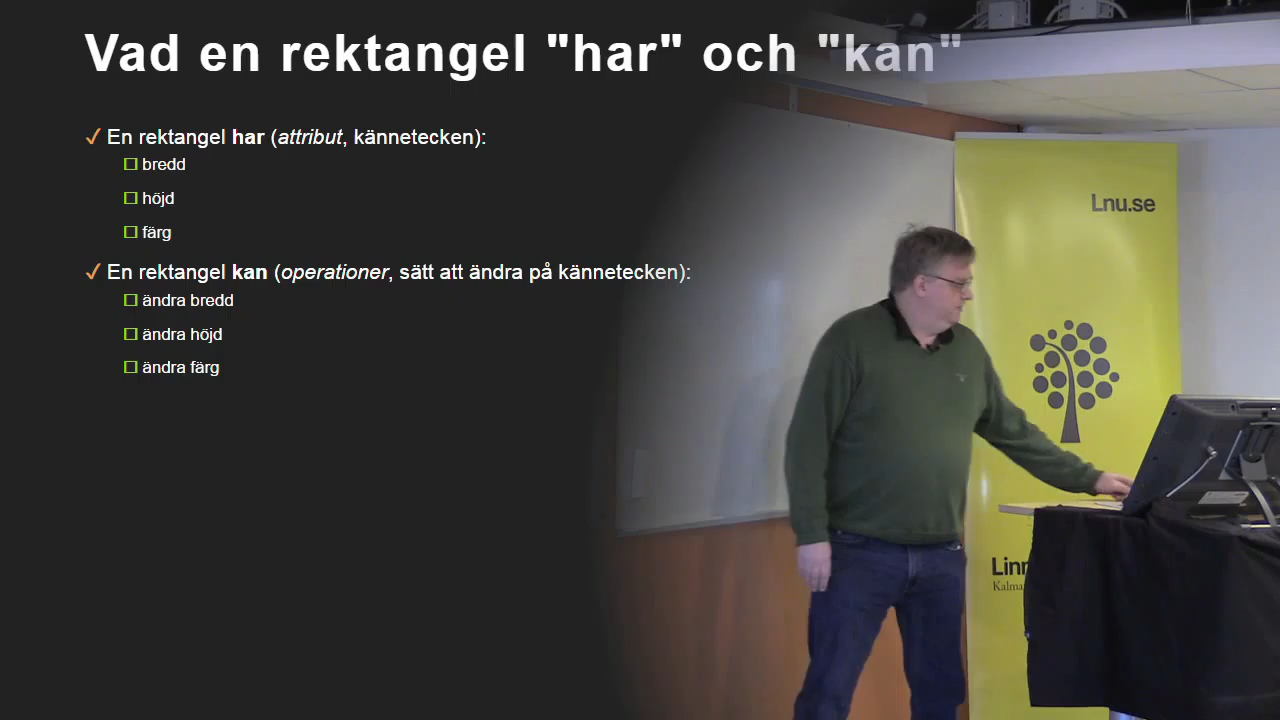 Vad en rektangel "har" och "kan"
En rektangel har (attribut, kännetecken):
bredd
höjd
färg
En rektangel kan (operationer, sätt att ändra på kännetecken):
ändra bredd
ändra höjd
ändra färg
Lnu.se